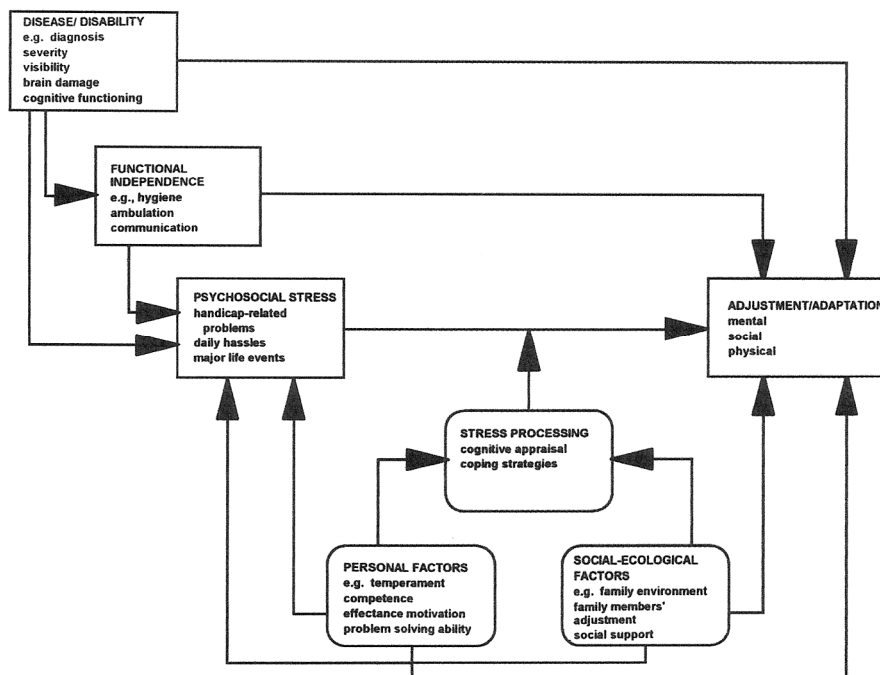 DISEASE/ DISABILITY
e.g. diagnosis
severity
visibility
brain damage
cognitive functioning
FUNCTIONAL
INDEPENDENCE
e.g., hygiene
ambulation
communication
PSYCHOSOCIAL STRESS
handicap-related
problems
daily hassles
major life events
ADJUSTMENT/ADAPTATION
mental
social
physical
STRESS PROCESSING
cognitive appraisal
coping strategies
PERSONAL FACTORS
e.g. temperament
competence
effectance motivation
problem solving ability
SOCIAL-ECOLOGICAL
FACTORS
e.g. family environment
family members'
adjustment
social support